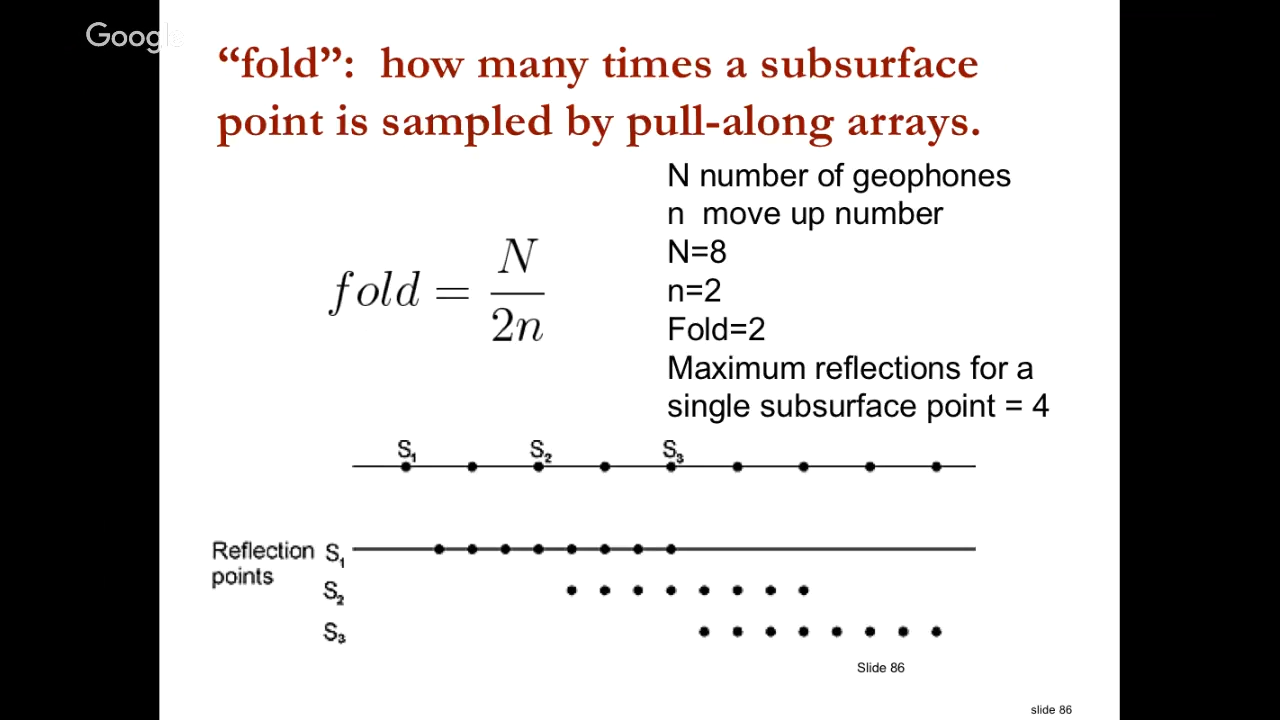 Google
“fold”: how many times a subsurface
point is sampled by pull-along arrays.
N number of geophones
n move up number
N=8
n=2
Fold=2
Maximum reflections for a
single subsurface point = 4
fold = N/2n
S₁ S₂ S₃
Reflection S₁
points
S₂
S₃
Slide 86
slide 86